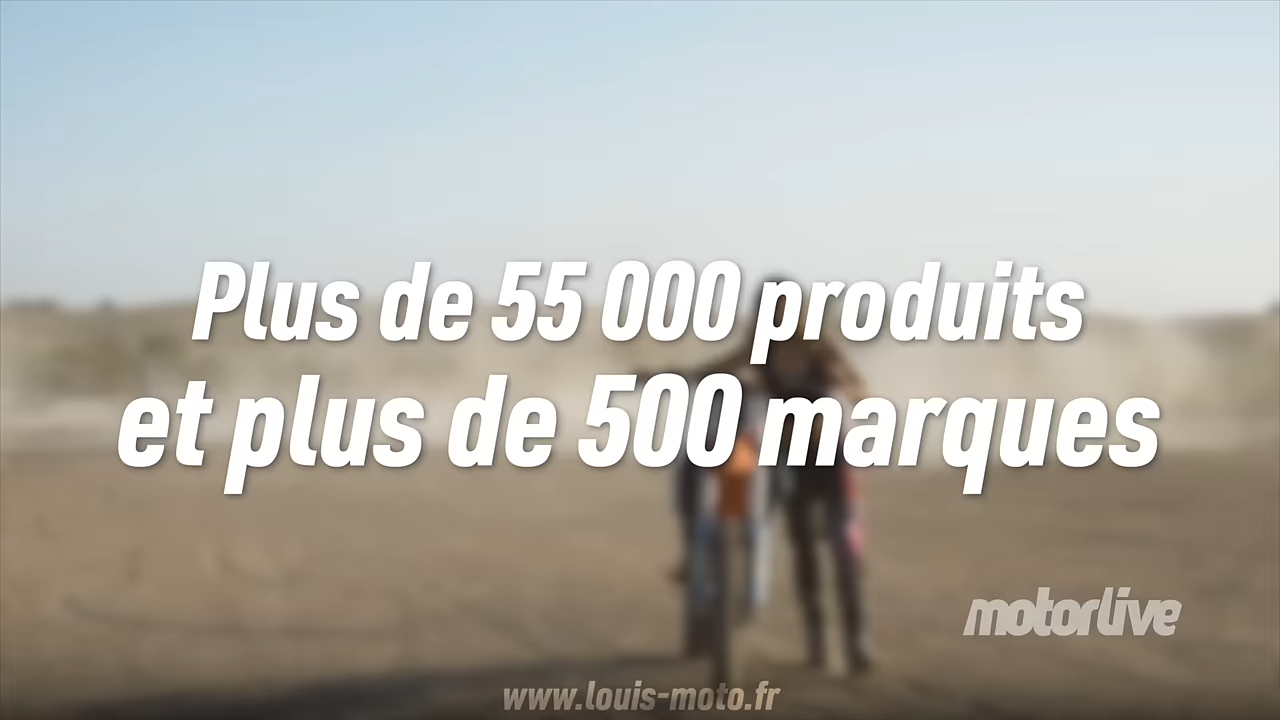 Plus de 55 000 produits
et plus de 500 marques
motorlive
www.louis-moto.fr